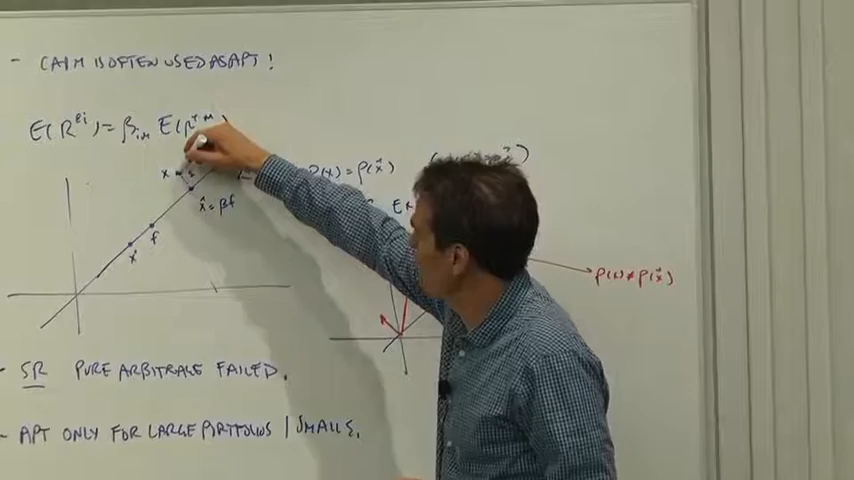 - CAPM IS OFTEN USED AS APT!
E(R^ei) = β_i,M E(R^eM)
x ε P(x) = P(x̂)
x̂ = βf
f
x'
P(x) ≠ P(x̂)
- SR PURE ARBITRAGE FAILED.
- APT ONLY FOR LARGE PORTFOLIOS | SMALL ε.